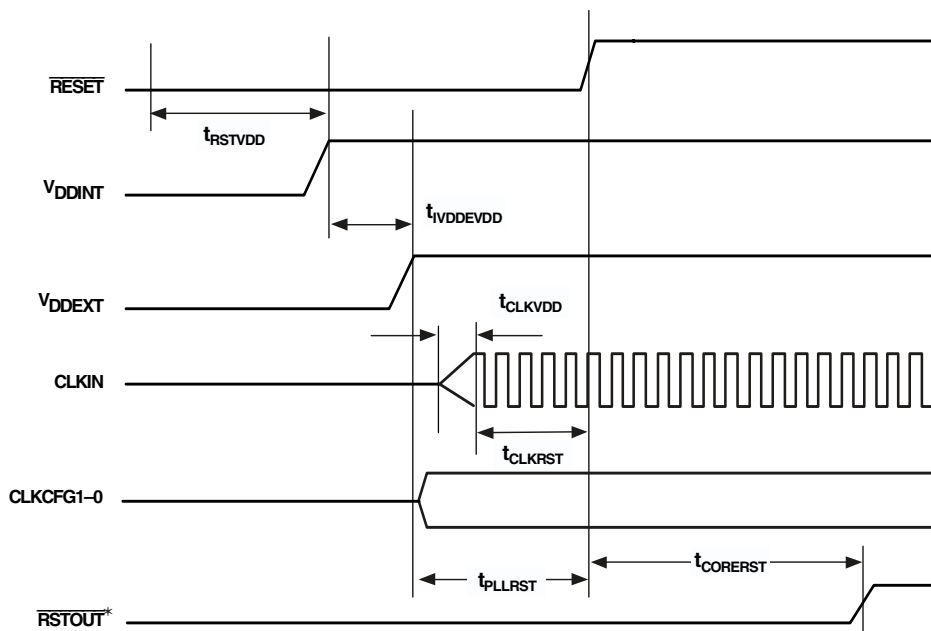 RESET
tRSTVDD
VDDINT
tIVDDEVDD
VDDEXT
tCLKVDD
CLKIN
tCLKRST
CLKCFG1–0
tCORERST
tPLLRST
RSTOUT*